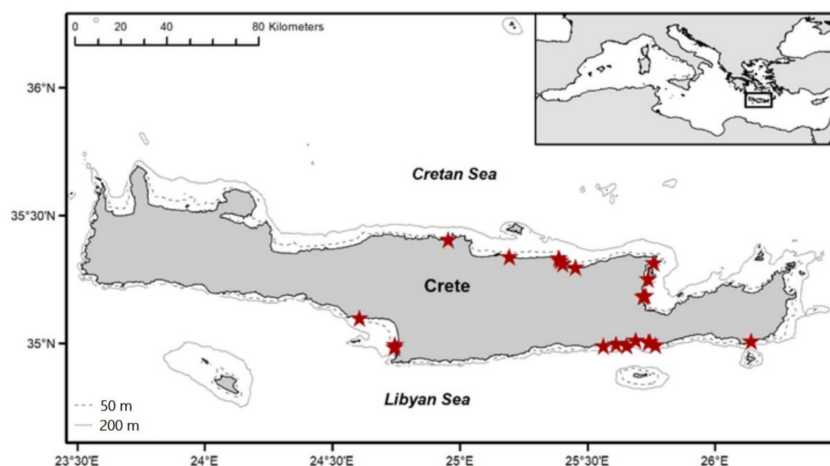 0 20 40 80 Kilometers
36°N
Cretan Sea
35°30'N
Crete
35°N
Libyan Sea
50 m
200 m
23°30'E 24°E 24°30'E 25°E 25°30'E 26°E